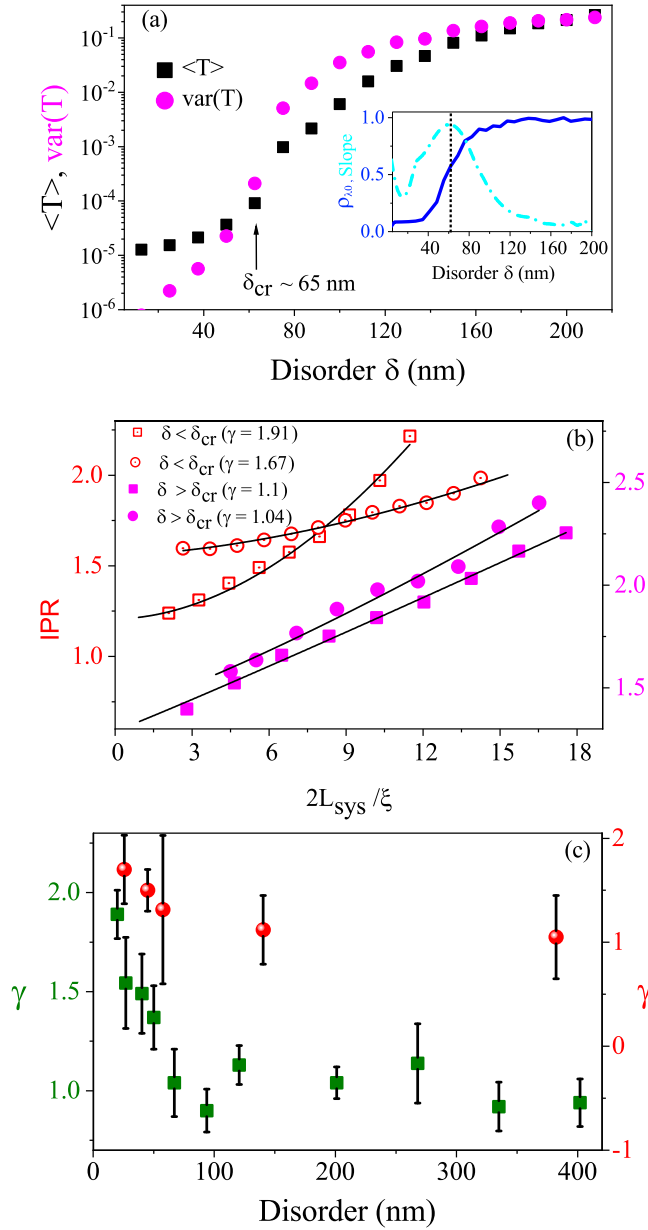 (a)
<T>
var(T)
<T>, var(T)
10⁻¹
10⁻²
10⁻³
10⁻⁴
10⁻⁵
10⁻⁶
δcr ~ 65 nm
40 80 120 160 200
Disorder δ (nm)
ρλ0, Slope
1.0
0.5
0.0
40 80 120 160 200
Disorder δ (nm)
(b)
δ < δcr (γ = 1.91)
δ < δcr (γ = 1.67)
δ > δcr (γ = 1.1)
δ > δcr (γ = 1.04)
IPR
2.0
1.5
1.0
2.5
2.0
1.5
0 3 6 9 12 15 18
2Lsys/ξ
(c)
γ
2.0
1.5
1.0
2
1
0
-1
γ
0 100 200 300 400
Disorder (nm)